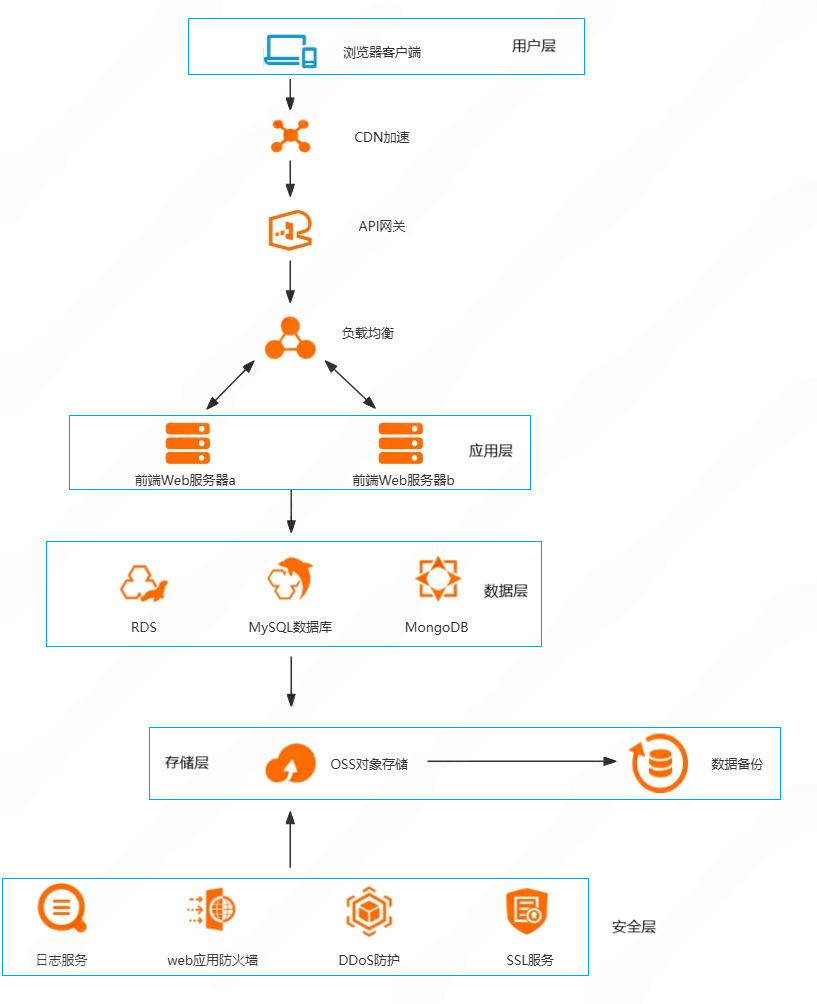 浏览器客户端
用户层
CDN加速
API网关
负载均衡
应用层
前端Web服务器a
前端Web服务器b
数据层
RDS
MySQL数据库
MongoDB
存储层
OSS对象存储
数据备份
安全层
日志服务
web应用防火墙
DDoS防护
SSL服务